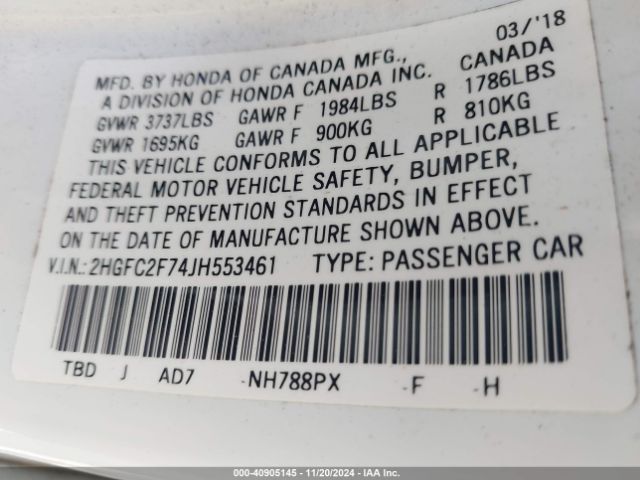 03/'18
MFD. BY HONDA OF CANADA MFG., CANADA
A DIVISION OF HONDA CANADA INC.
GVWR 3737LBS GAWR F 1984LBS R 1786LBS
GVWR 1695KG GAWR F 900KG R 810KG
THIS VEHICLE CONFORMS TO ALL APPLICABLE
FEDERAL MOTOR VEHICLE SAFETY, BUMPER,
AND THEFT PREVENTION STANDARDS IN EFFECT
ON THE DATE OF MANUFACTURE SHOWN ABOVE.
V.I.N.: 2HGFC2F74JH553461 TYPE: PASSENGER CAR
TBD J AD7 -NH788PX -F -H
000-40905145 - 11/20/2024 - IAA Inc.